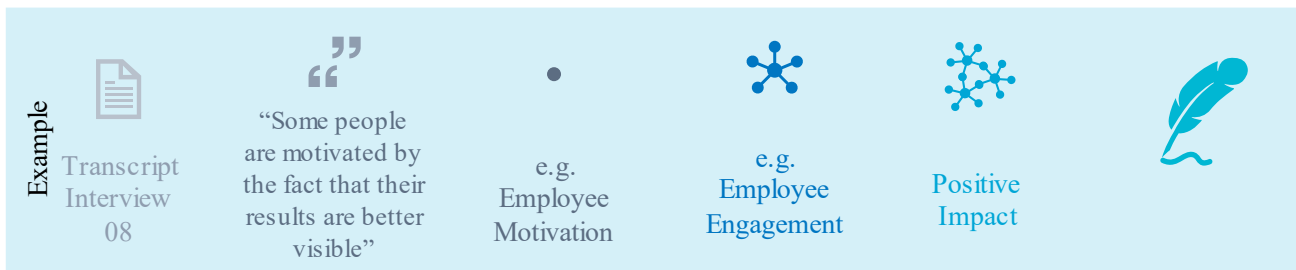 Example
Transcript
Interview
08
“Some people
are motivated by
the fact that their
results are better
visible”
e.g.
Employee
Motivation
e.g.
Employee
Engagement
Positive
Impact